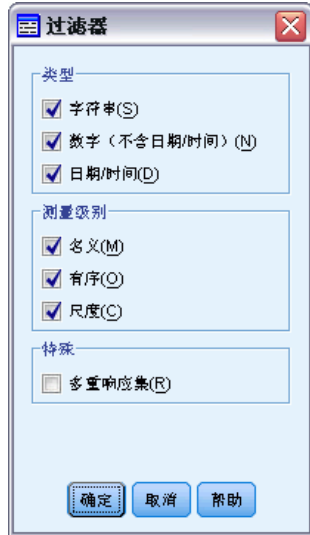 过滤器
类型
字符串(S)
数字（不含日期/时间）(N)
日期/时间(D)
测量级别
名义(M)
有序(O)
尺度(C)
特殊
多重响应集(R)
确定 取消 帮助